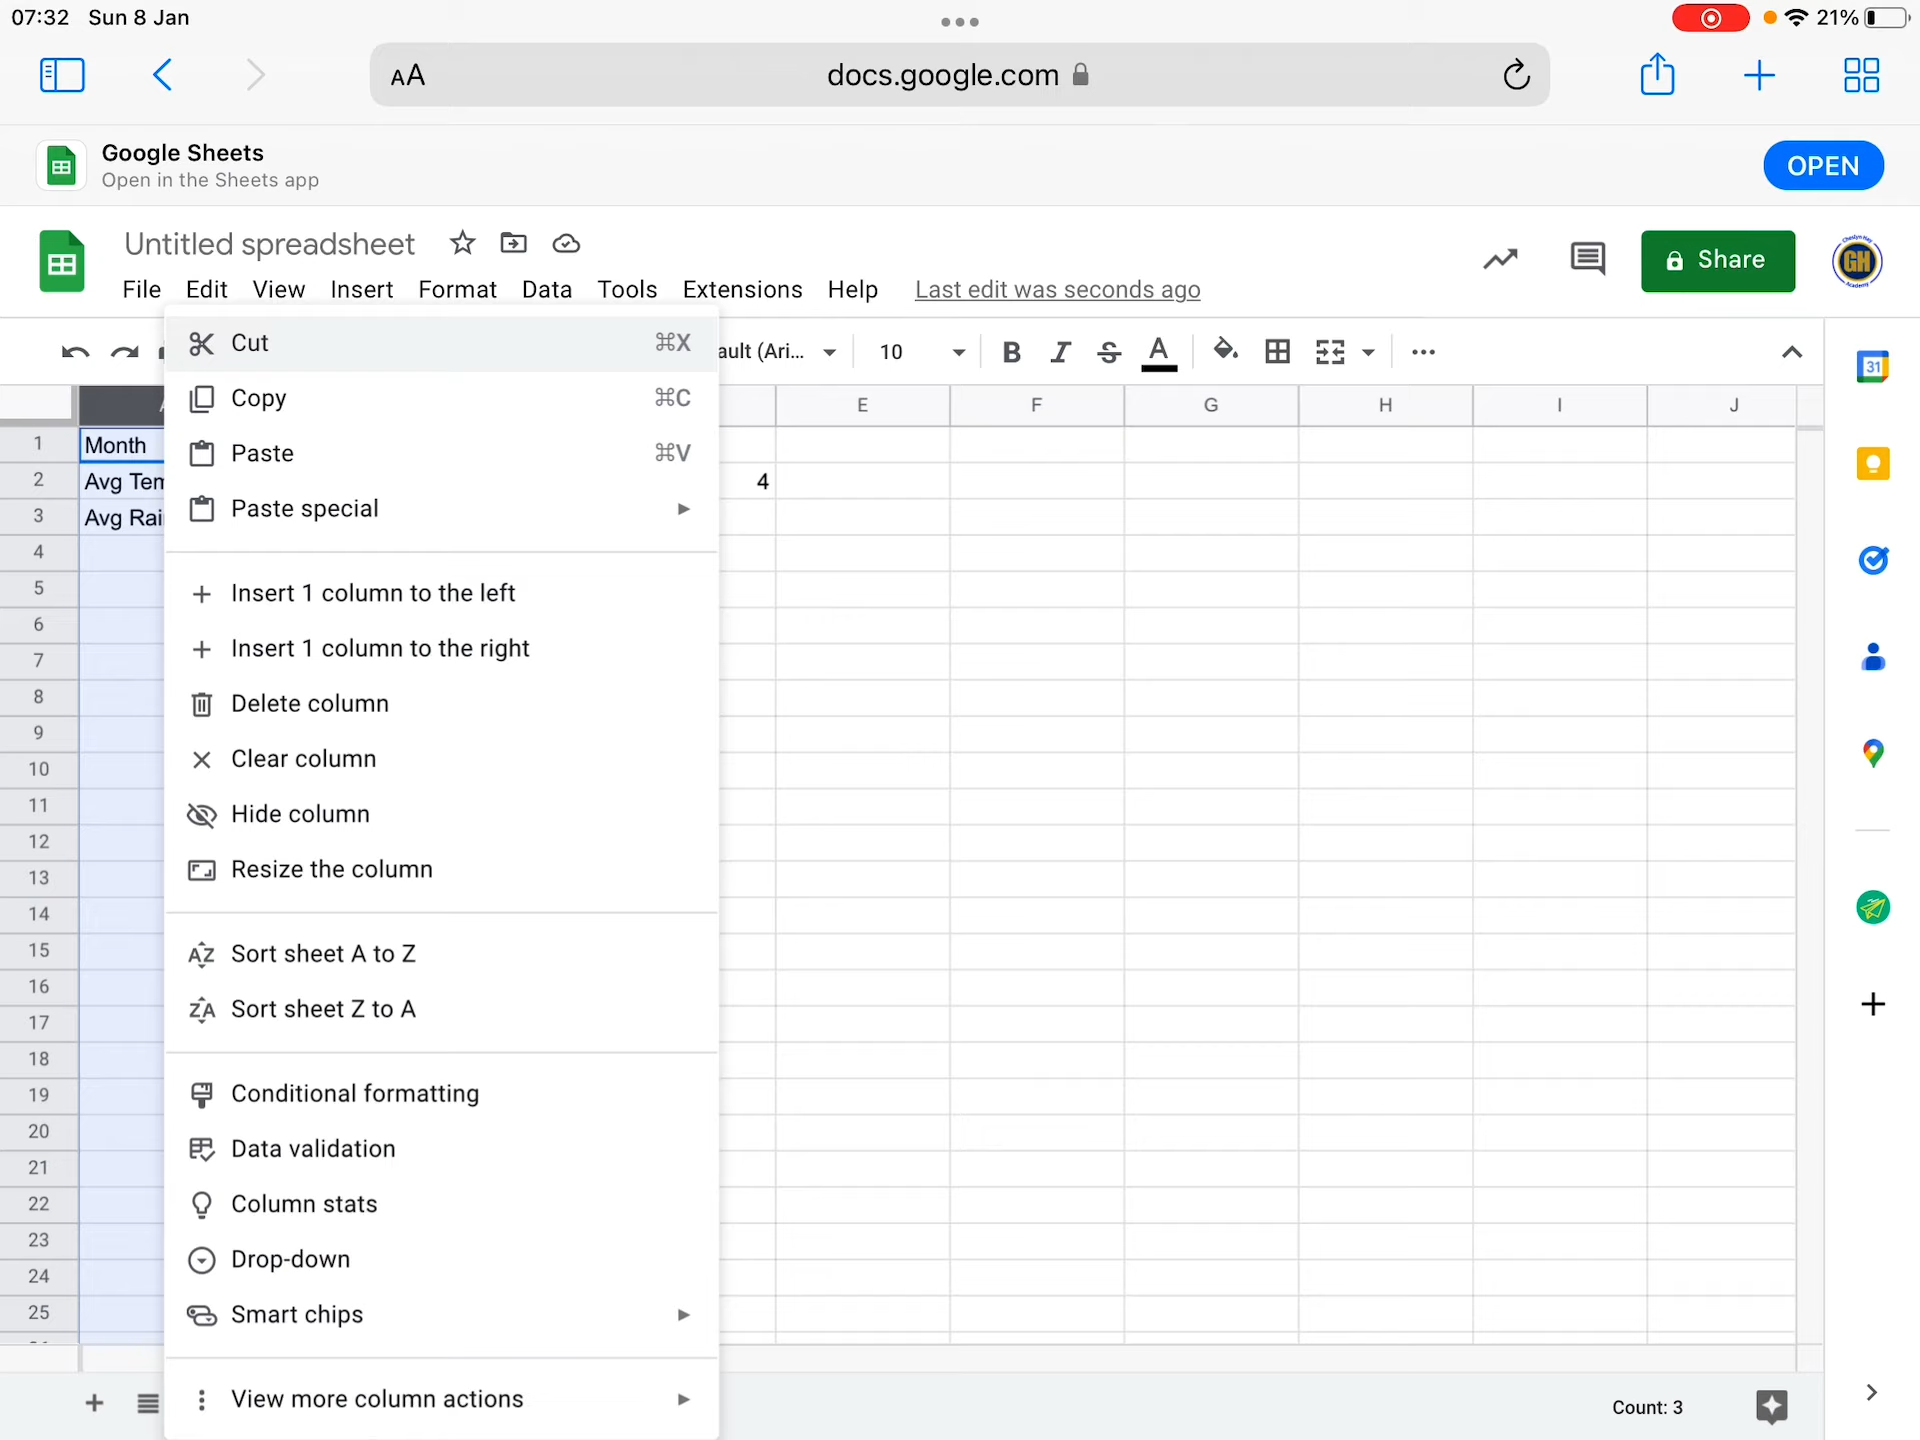 07:32 Sun 8 Jan
21%
AA docs.google.com
Google Sheets
Open in the Sheets app
OPEN
Untitled spreadsheet
File Edit View Insert Format Data Tools Extensions Help Last edit was seconds ago
Share
GH
ault (Ari... 10 B I S A
31
E F G H I J
1 Month
2 Avg Tem 4
3 Avg Rai
4
5
6
7
8
9
10
11
12
13
14
15
16
17
18
19
20
21
22
23
24
25
Cut ⌘X
Copy ⌘C
Paste ⌘V
Paste special
Insert 1 column to the left
Insert 1 column to the right
Delete column
Clear column
Hide column
Resize the column
Sort sheet A to Z
Sort sheet Z to A
Conditional formatting
Data validation
Column stats
Drop-down
Smart chips
View more column actions
Count: 3